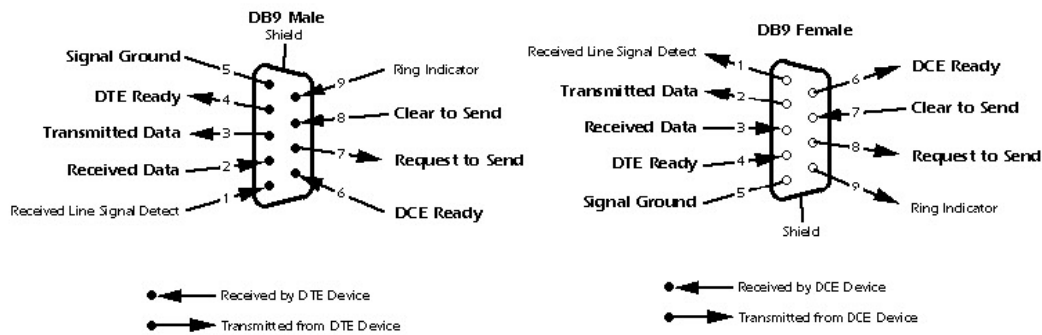 DB9 Male
Shield
Signal Ground
5
9
Ring Indicator
DTE Ready
4
8
Clear to Send
Transmitted Data
3
7
Request to Send
Received Data
2
6
DCE Ready
Received Line Signal Detect
1
Received by DTE Device
Transmitted from DTE Device
DB9 Female
Received Line Signal Detect
1
6
DCE Ready
Transmitted Data
2
7
Clear to Send
Received Data
3
8
Request to Send
DTE Ready
4
9
Ring Indicator
Signal Ground
5
Shield
Received by DCE Device
Transmitted from DCE Device